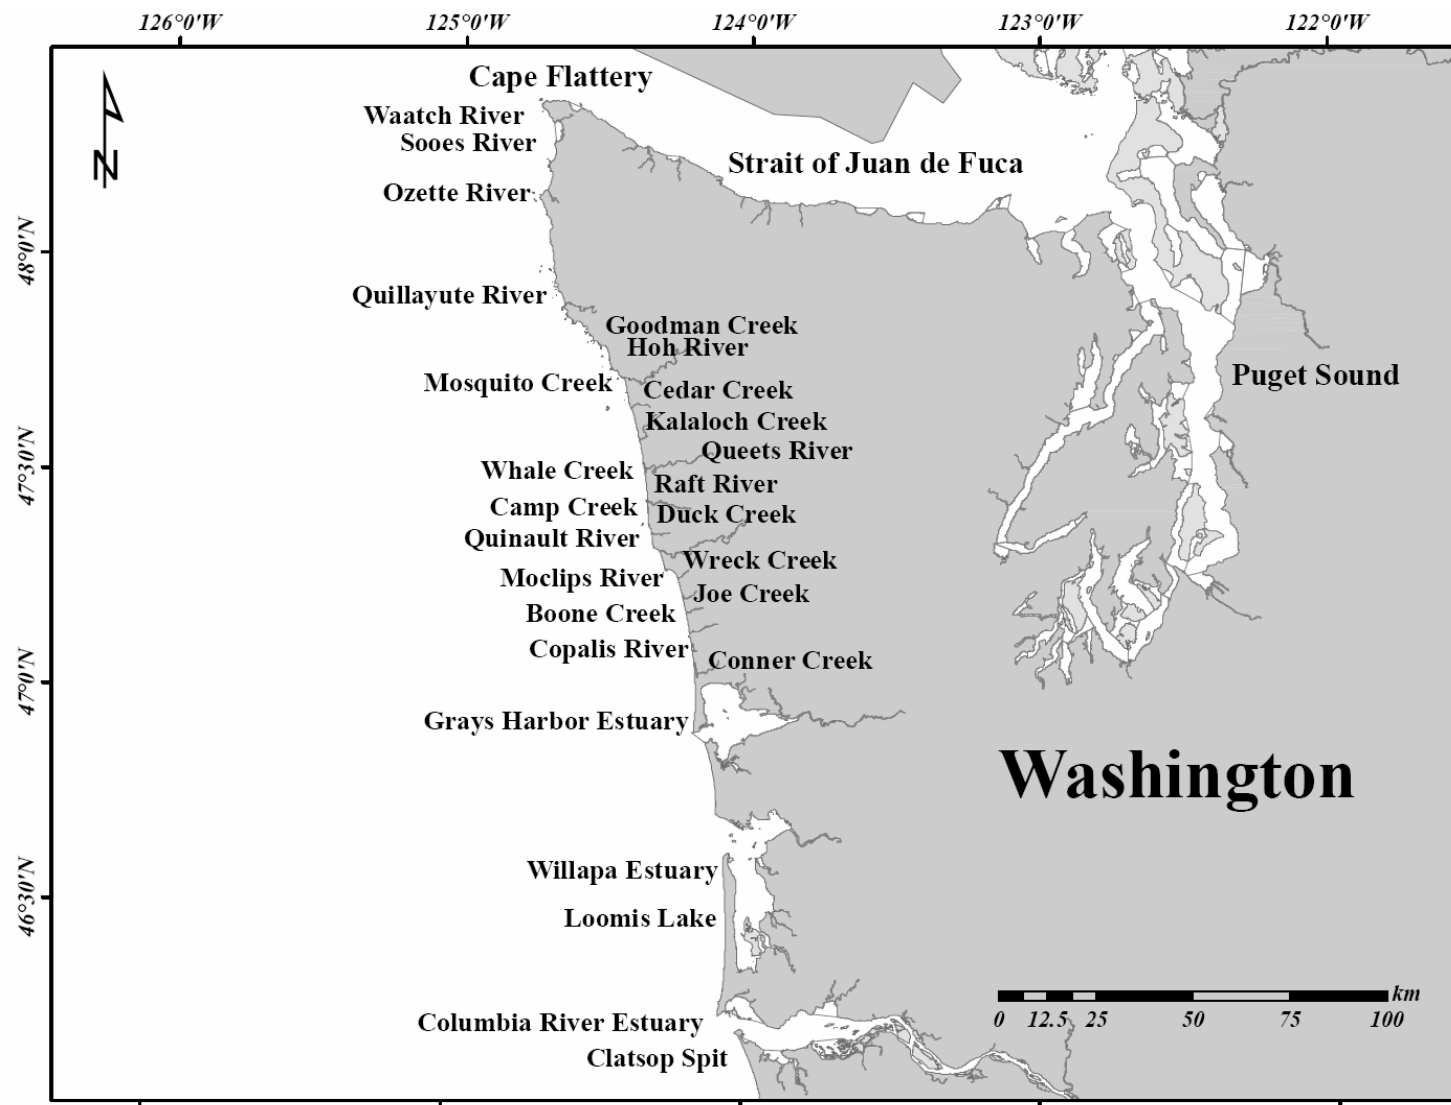 126°0'W
125°0'W
124°0'W
123°0'W
122°0'W
Cape Flattery
Waatch River
Sooes River
N
Strait of Juan de Fuca
Ozette River
48°0'N
Quillayute River
Goodman Creek
Hoh River
Puget Sound
Mosquito Creek
Cedar Creek
Kalaloch Creek
Queets River
47°30'N
Whale Creek
Raft River
Camp Creek
Duck Creek
Quinault River
Wreck Creek
Moclips River
Joe Creek
Boone Creek
Copalis River
Conner Creek
47°0'N
Grays Harbor Estuary
Washington
Willapa Estuary
46°30'N
Loomis Lake
km
0 12.5 25 50 75 100
Columbia River Estuary
Clatsop Spit